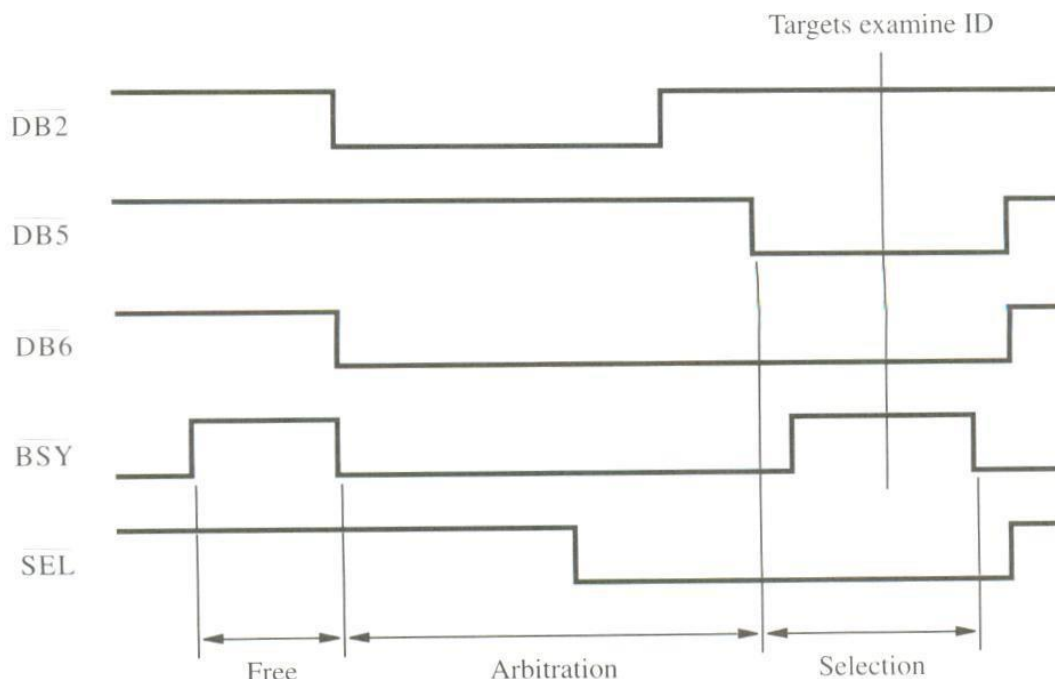 Targets examine ID
DB2
DB5
DB6
BSY
SEL
Free
Arbitration
Selection